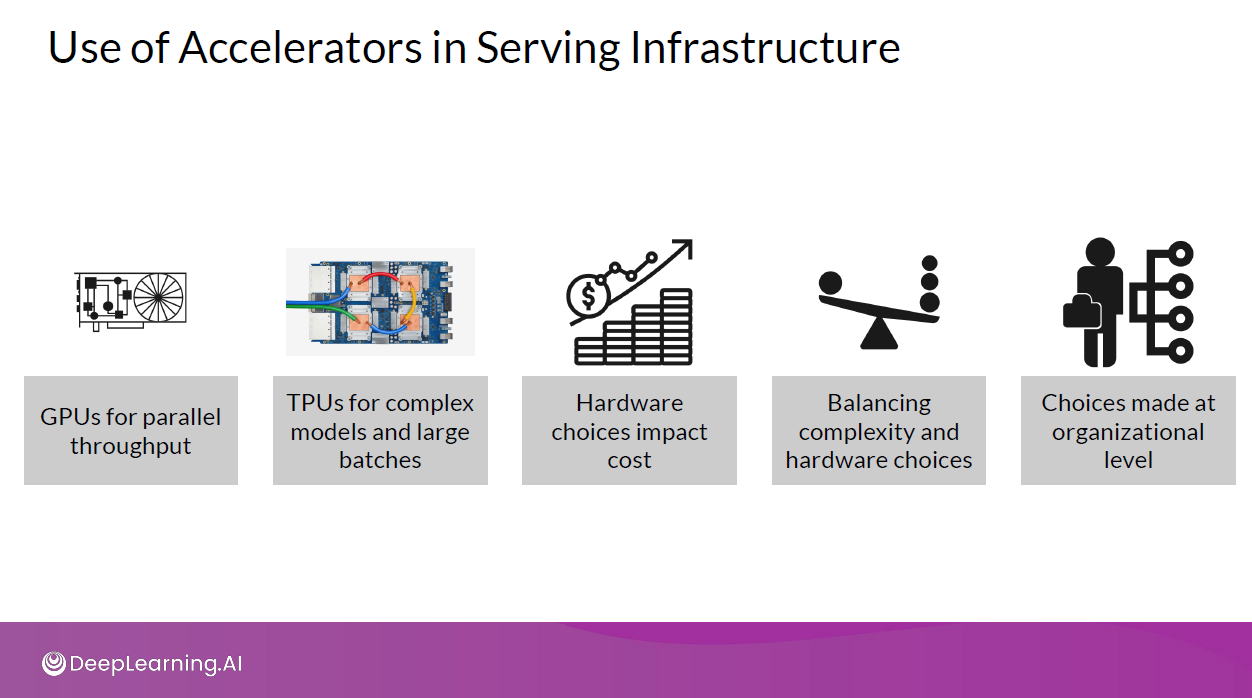 Use of Accelerators in Serving Infrastructure
$
GPUs for parallel
throughput
TPUs for complex
models and large
batches
Hardware
choices impact
cost
Balancing
complexity and
hardware choices
Choices made at
organizational
level
DeepLearning.AI